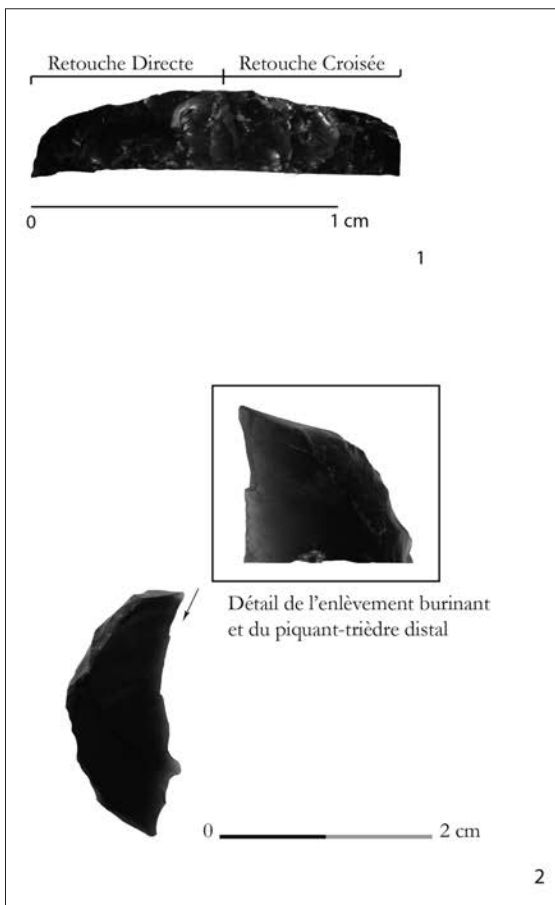 Retouche Directe Retouche Croisée
0 1 cm
1
Détail de l'enlèvement burinant
et du piquant-trièdre distal
0 2 cm
2